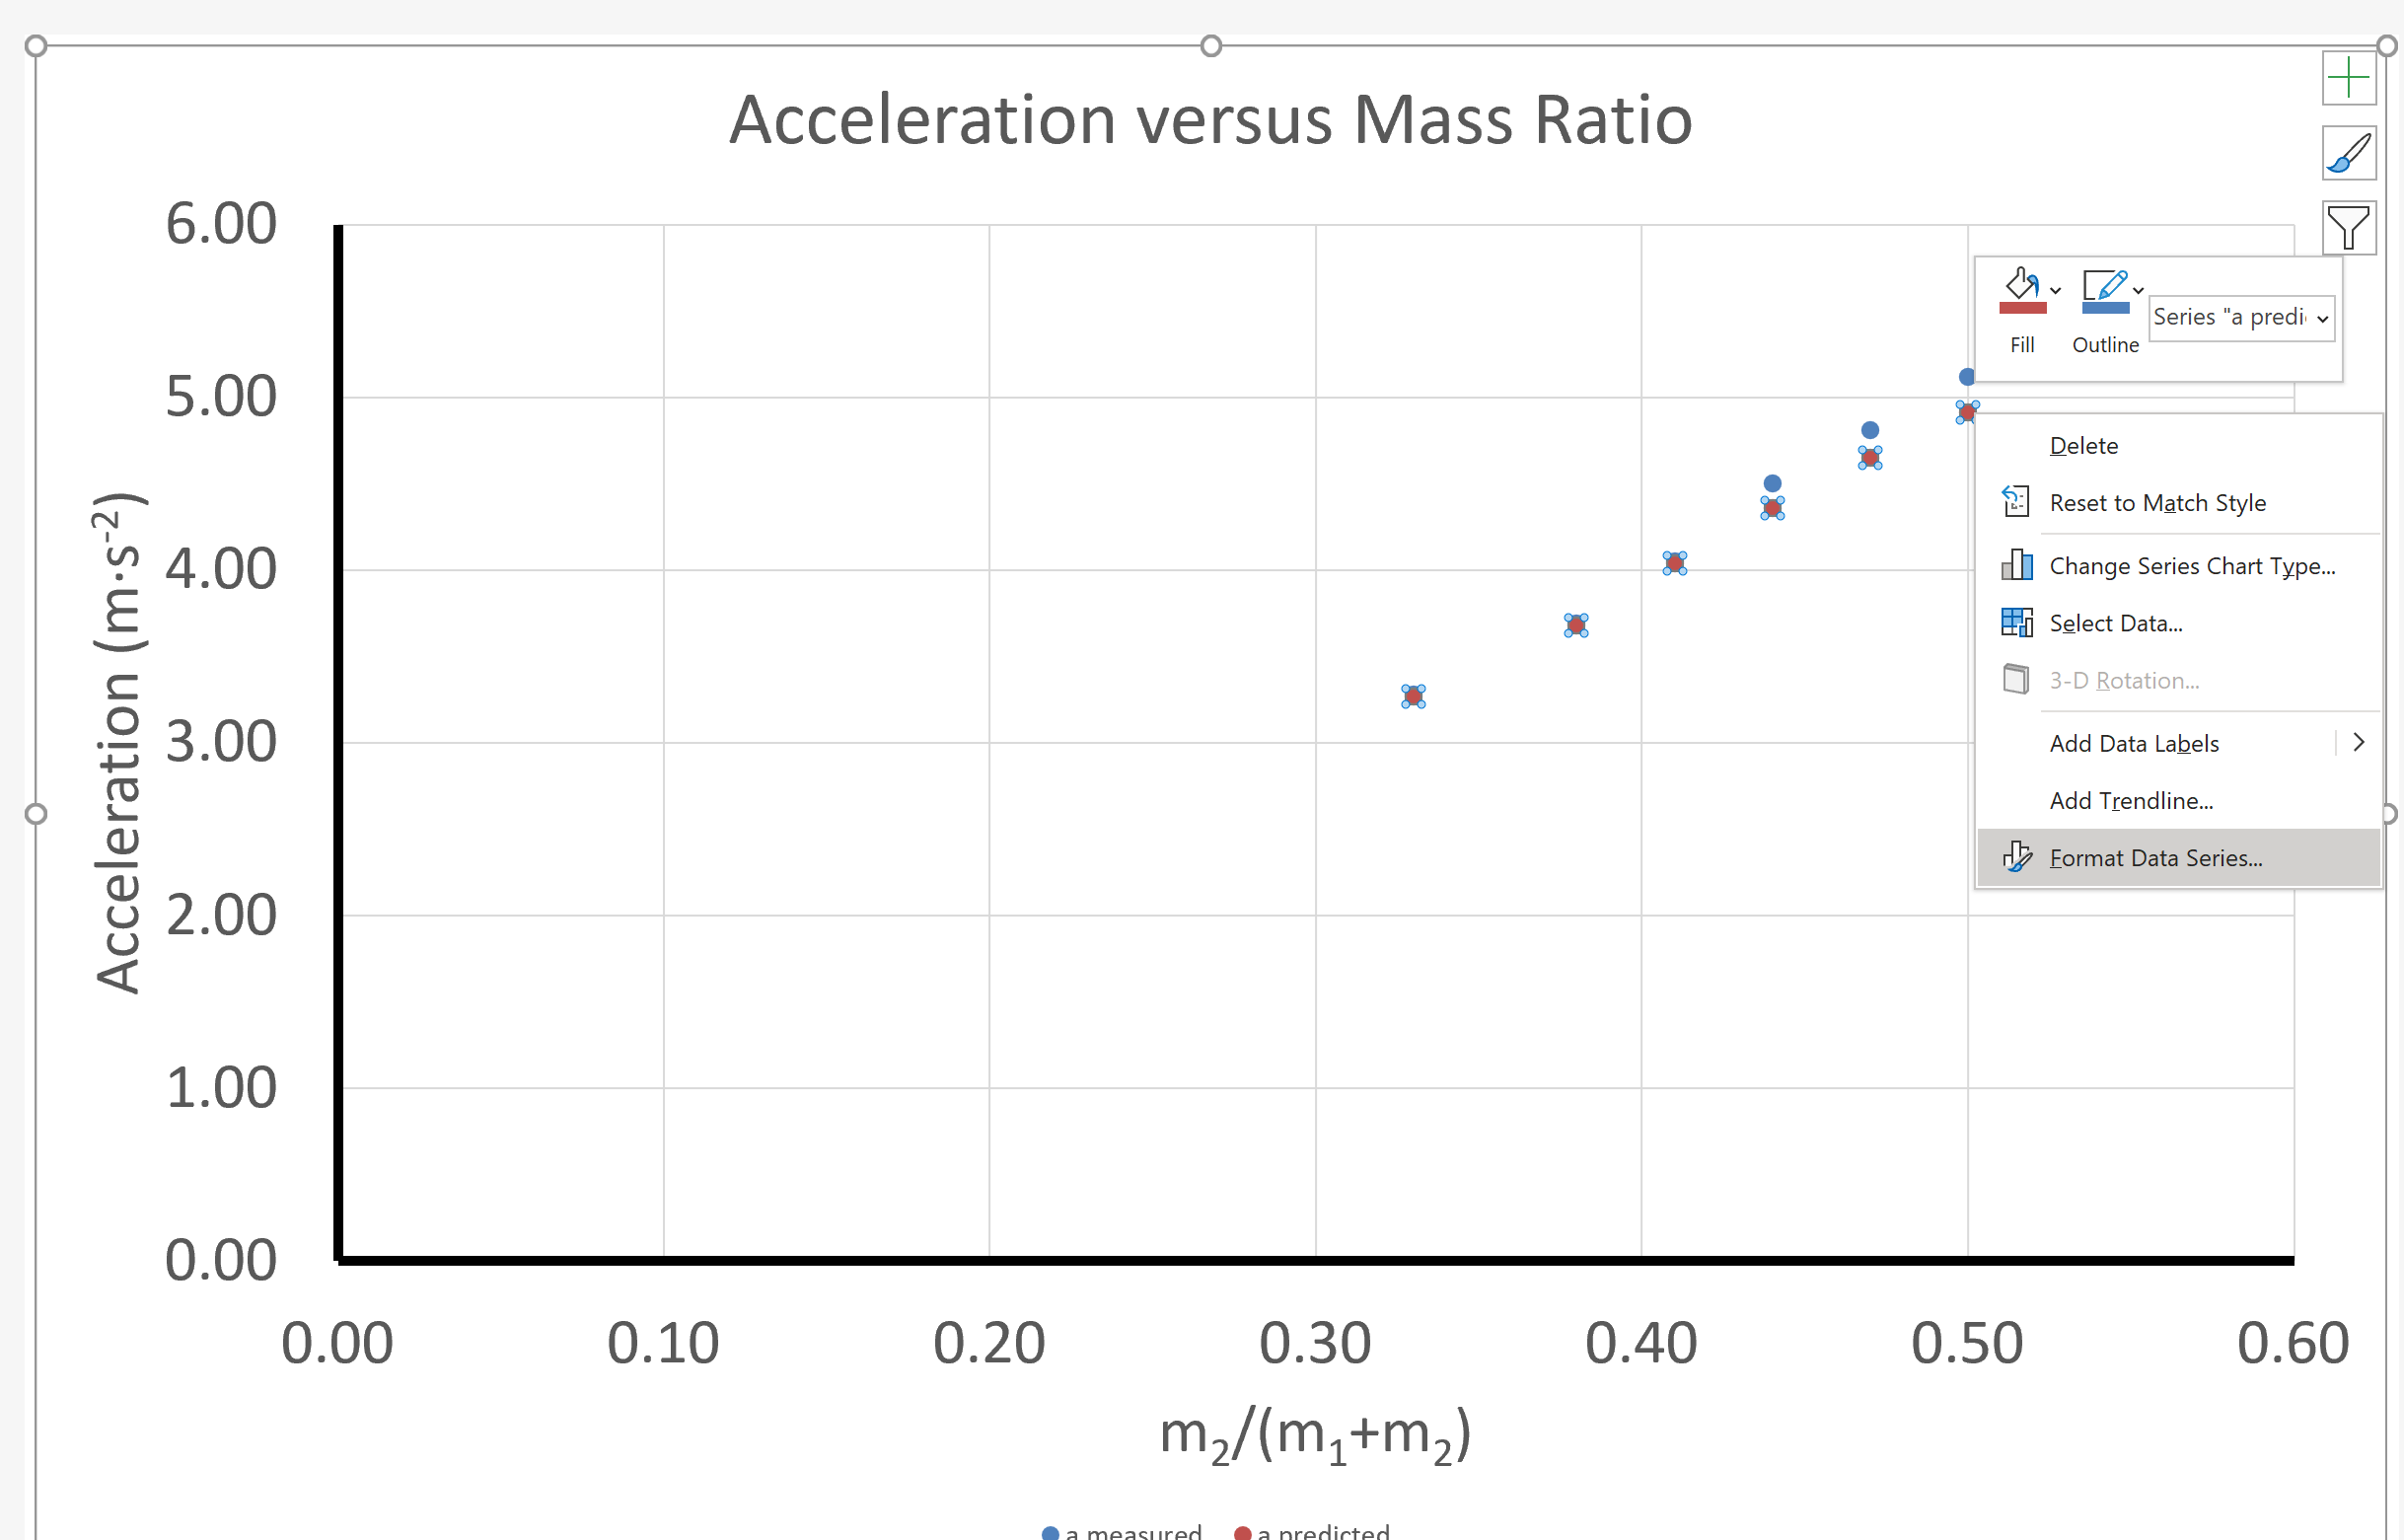 Acceleration versus Mass Ratio
6.00
5.00
4.00
3.00
2.00
1.00
0.00
Acceleration (m·s⁻²)
0.00 0.10 0.20 0.30 0.40 0.50 0.60
m₂/(m₁+m₂)
a measured a predicted
Fill Outline Series "a predi
Delete
Reset to Match Style
Change Series Chart Type...
Select Data...
3-D Rotation...
Add Data Labels
Add Trendline...
Format Data Series...